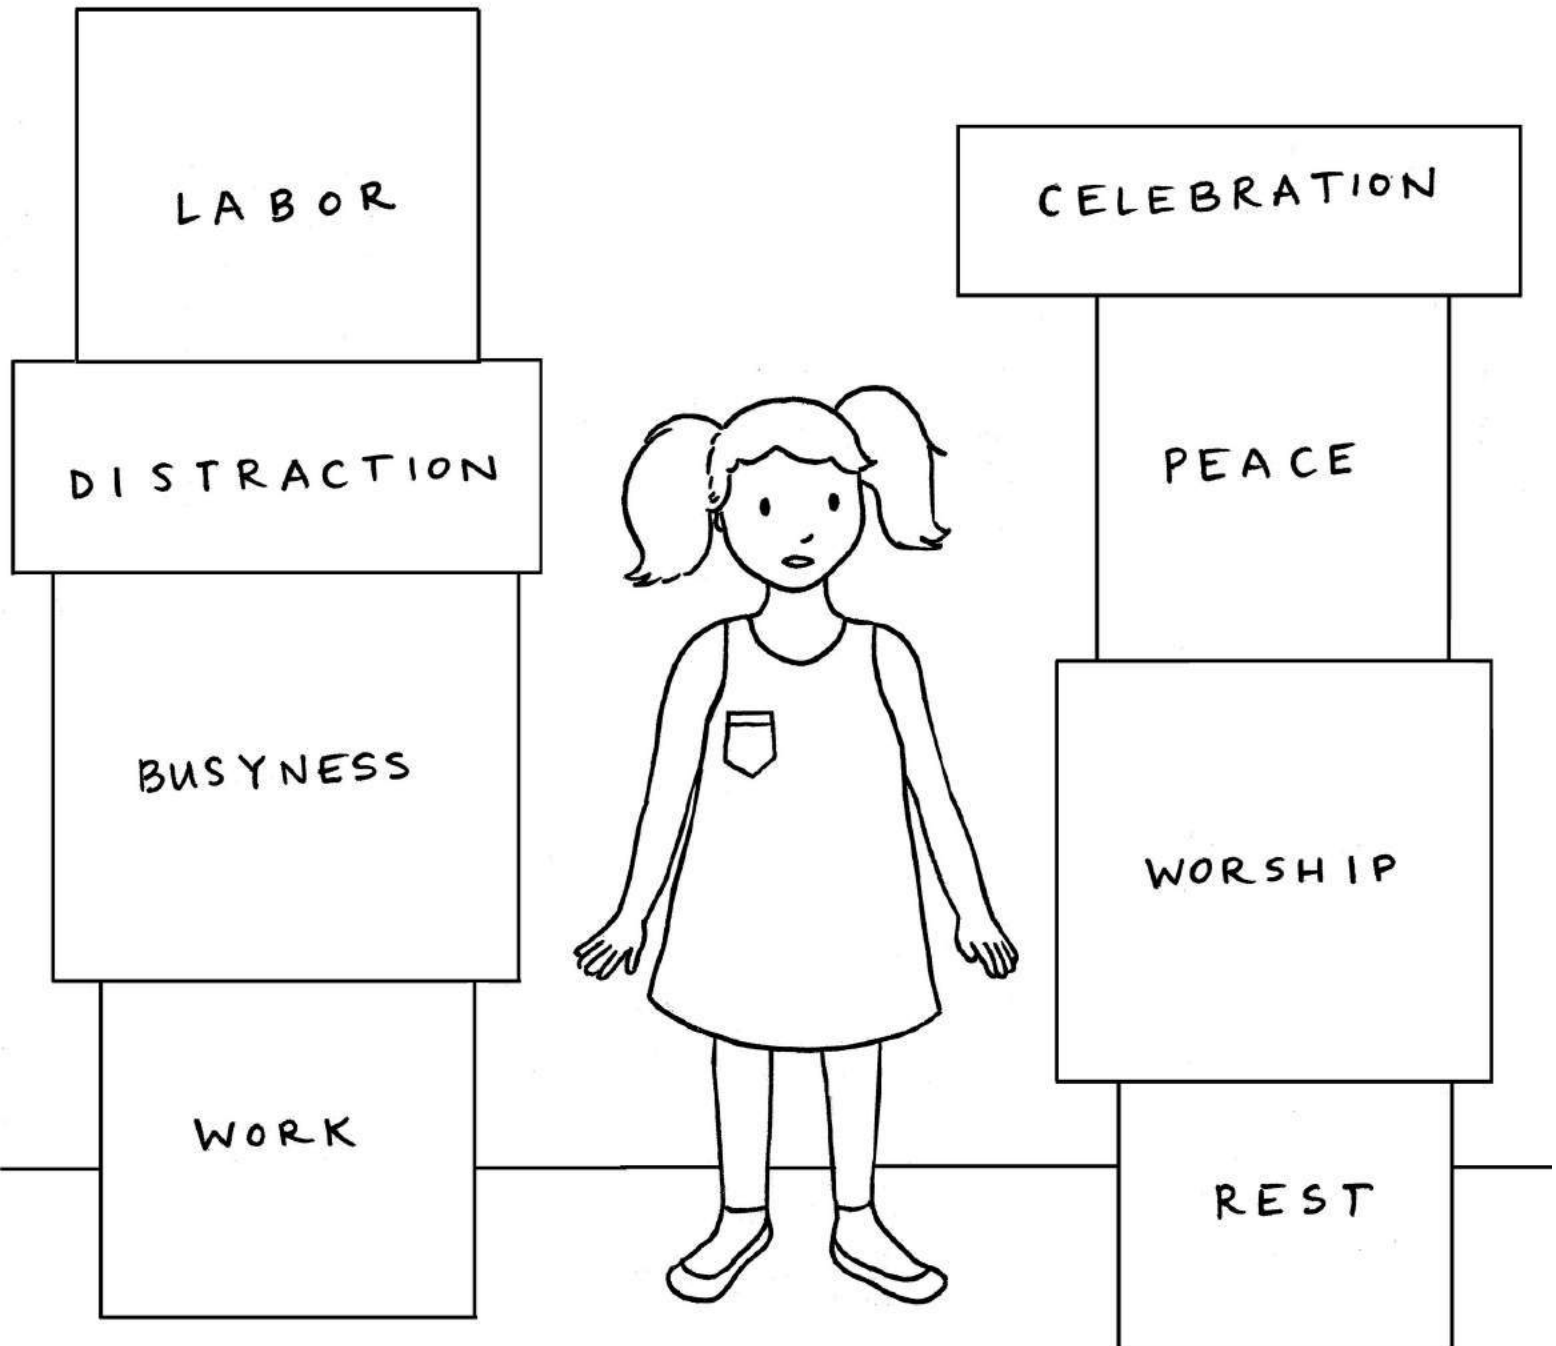 LABOR
DISTRACTION
BUSYNESS
WORK
CELEBRATION
PEACE
WORSHIP
REST